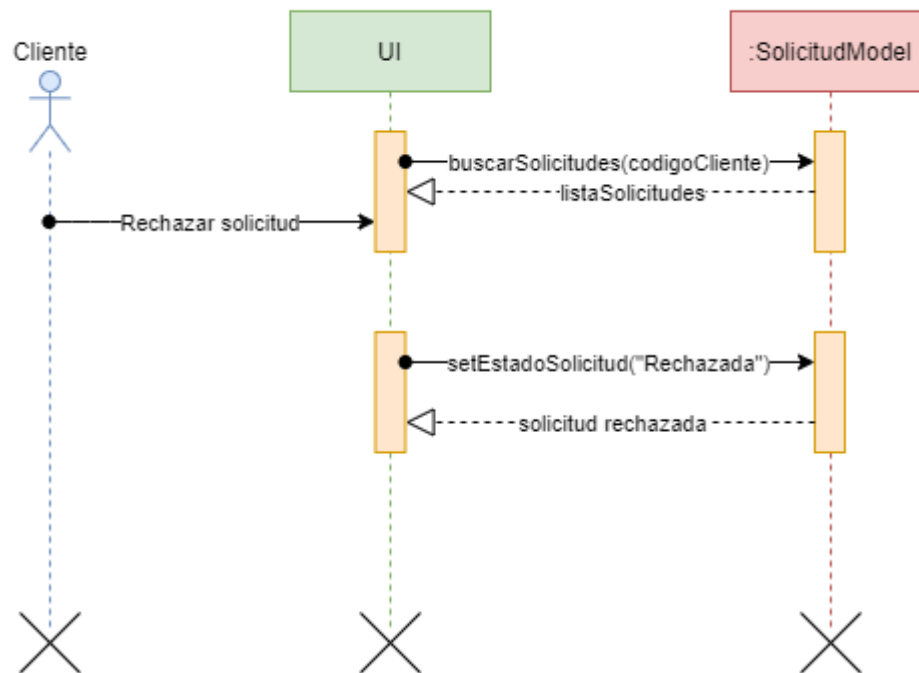 Cliente
UI
:SolicitudModel
buscarSolicitudes(codigoCliente)
listaSolicitudes
Rechazar solicitud
setEstadoSolicitud("Rechazada")
solicitud rechazada